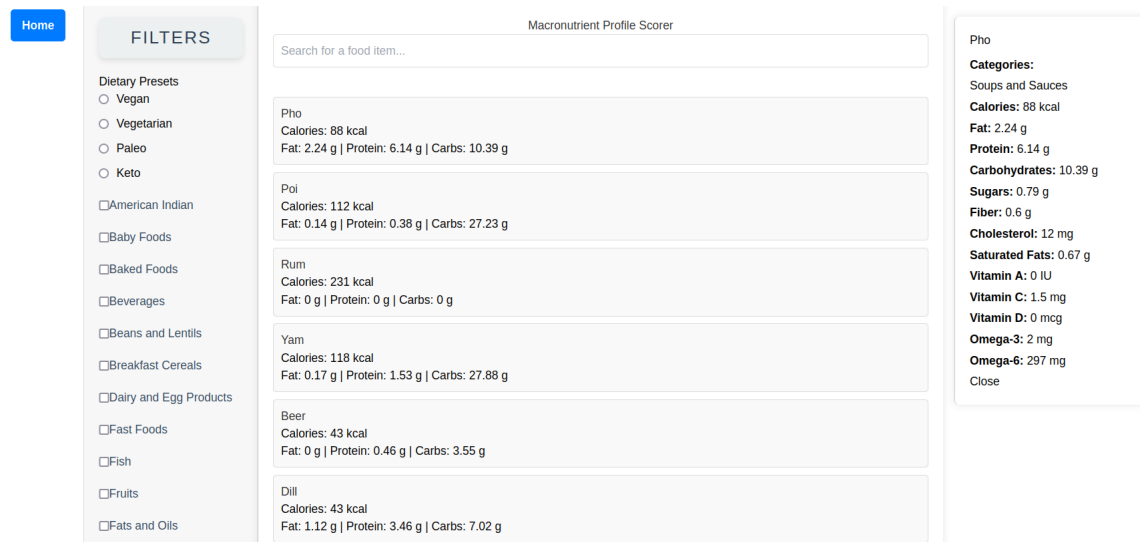 Home
FILTERS
Dietary Presets
Vegan
Vegetarian
Paleo
Keto
American Indian
Baby Foods
Baked Foods
Beverages
Beans and Lentils
Breakfast Cereals
Dairy and Egg Products
Fast Foods
Fish
Fruits
Fats and Oils
Macronutrient Profile Scorer
Search for a food item...
Pho
Calories: 88 kcal
Fat: 2.24 g | Protein: 6.14 g | Carbs: 10.39 g
Poi
Calories: 112 kcal
Fat: 0.14 g | Protein: 0.38 g | Carbs: 27.23 g
Rum
Calories: 231 kcal
Fat: 0 g | Protein: 0 g | Carbs: 0 g
Yam
Calories: 118 kcal
Fat: 0.17 g | Protein: 1.53 g | Carbs: 27.88 g
Beer
Calories: 43 kcal
Fat: 0 g | Protein: 0.46 g | Carbs: 3.55 g
Dill
Calories: 43 kcal
Fat: 1.12 g | Protein: 3.46 g | Carbs: 7.02 g
Pho
Categories:
Soups and Sauces
Calories: 88 kcal
Fat: 2.24 g
Protein: 6.14 g
Carbohydrates: 10.39 g
Sugars: 0.79 g
Fiber: 0.6 g
Cholesterol: 12 mg
Saturated Fats: 0.67 g
Vitamin A: 0 IU
Vitamin C: 1.5 mg
Vitamin D: 0 mcg
Omega-3: 2 mg
Omega-6: 297 mg
Close